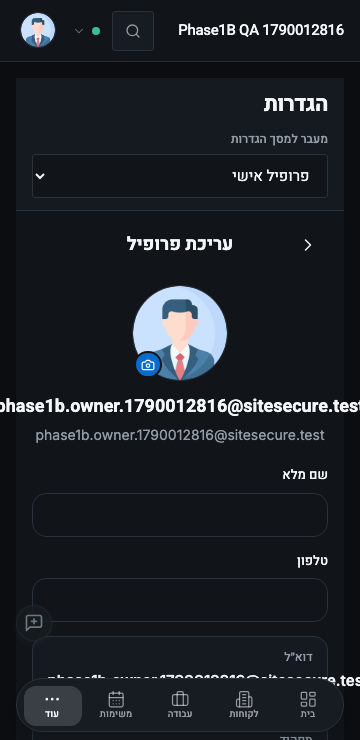 Phase1B QA 1790012816
הגדרות
מעבר למסך הגדרות
פרופיל אישי
עריכת פרופיל
phase1b.owner.1790012816@sitesecure.test
phase1b.owner.1790012816@sitesecure.test
שם מלא
טלפון
דוא״ל
בית
לקוחות
עבודה
משימות
עוד